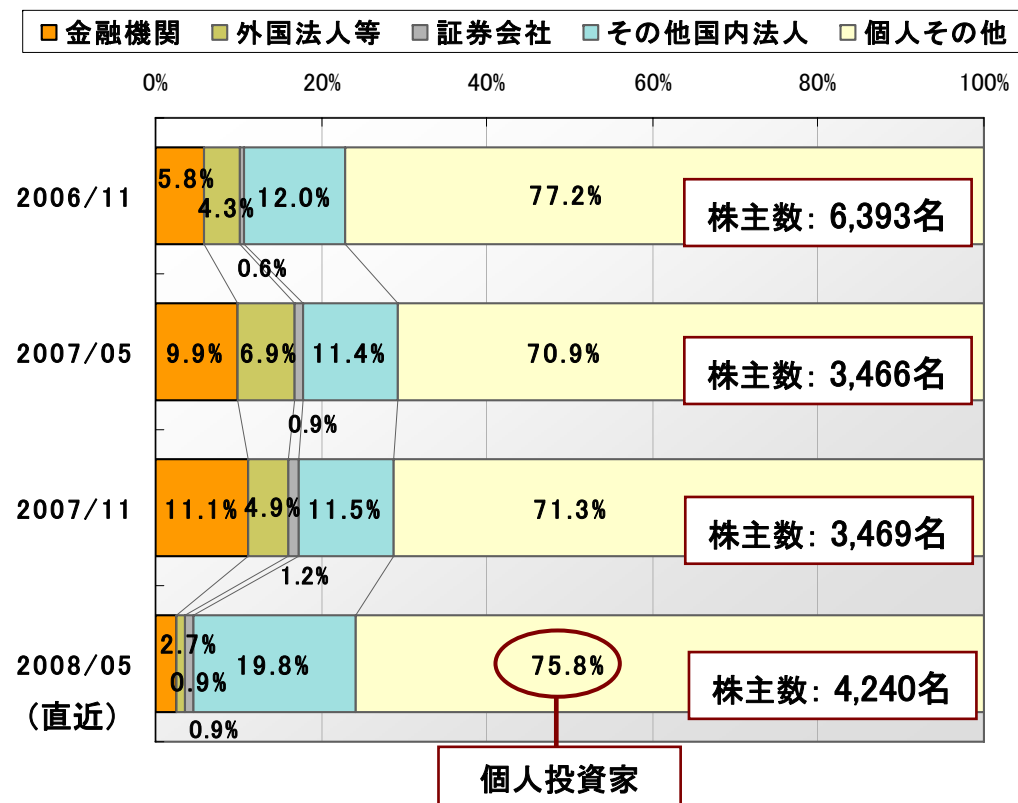 金融機関 外国法人等 証券会社 その他国内法人 個人その他
0% 20% 40% 60% 80% 100%
2006/11 5.8% 4.3% 12.0% 77.2% 株主数: 6,393名
0.6%
2007/05 9.9% 6.9% 11.4% 70.9% 株主数: 3,466名
0.9%
2007/11 11.1% 4.9% 11.5% 71.3% 株主数: 3,469名
1.2%
2008/05 2.7% 0.9% 19.8% 75.8% 株主数: 4,240名
(直近) 0.9%
個人投資家